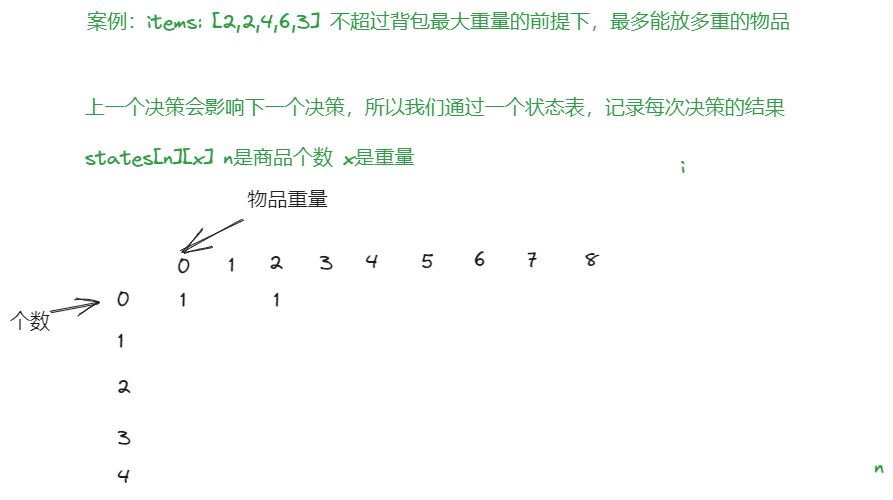 案例：items: [2,2,4,6,3] 不超过背包最大重量的前提下，最多能放多重的物品
上一个决策会影响下一个决策，所以我们通过一个状态表，记录每次决策的结果
states[n][x] n是商品个数 x是重量
i
物品重量
0 1 2 3 4 5 6 7 8
0 1 1
个数
1
2
3
4
n